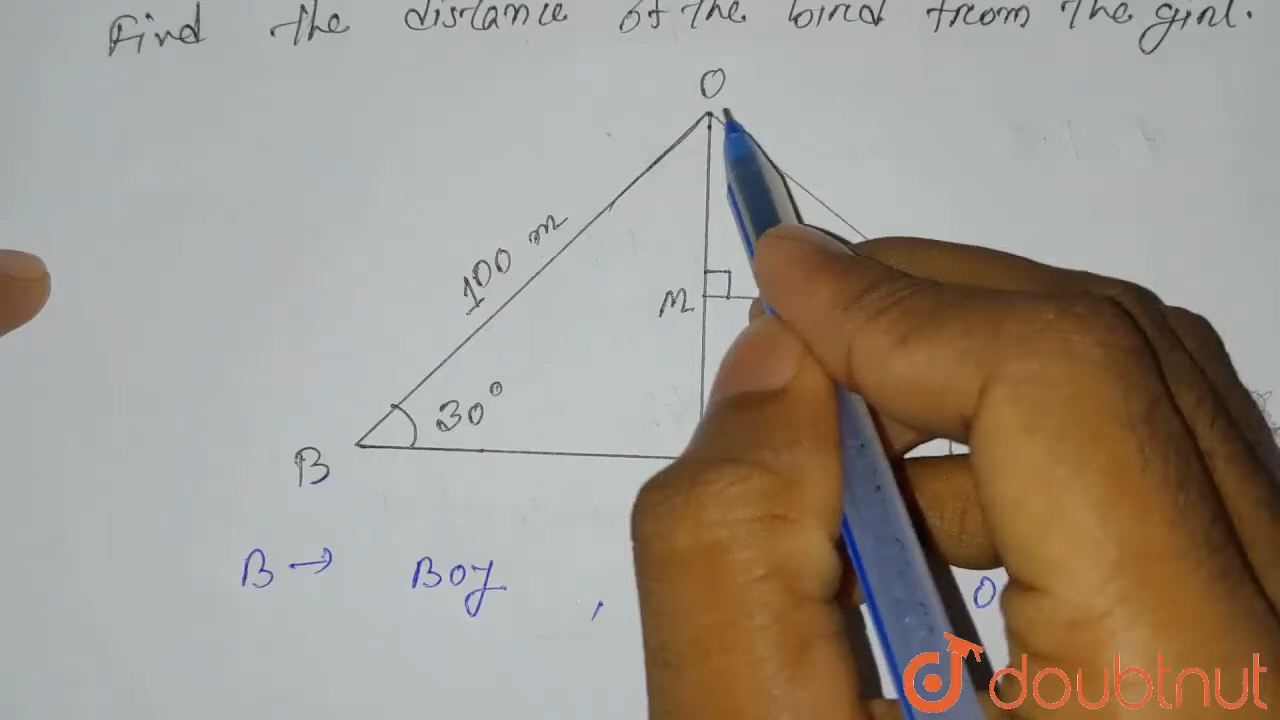 Find the distance of the bird from the girl.
O
100 m
M
30°
B
B → Boy , O
doubtnut